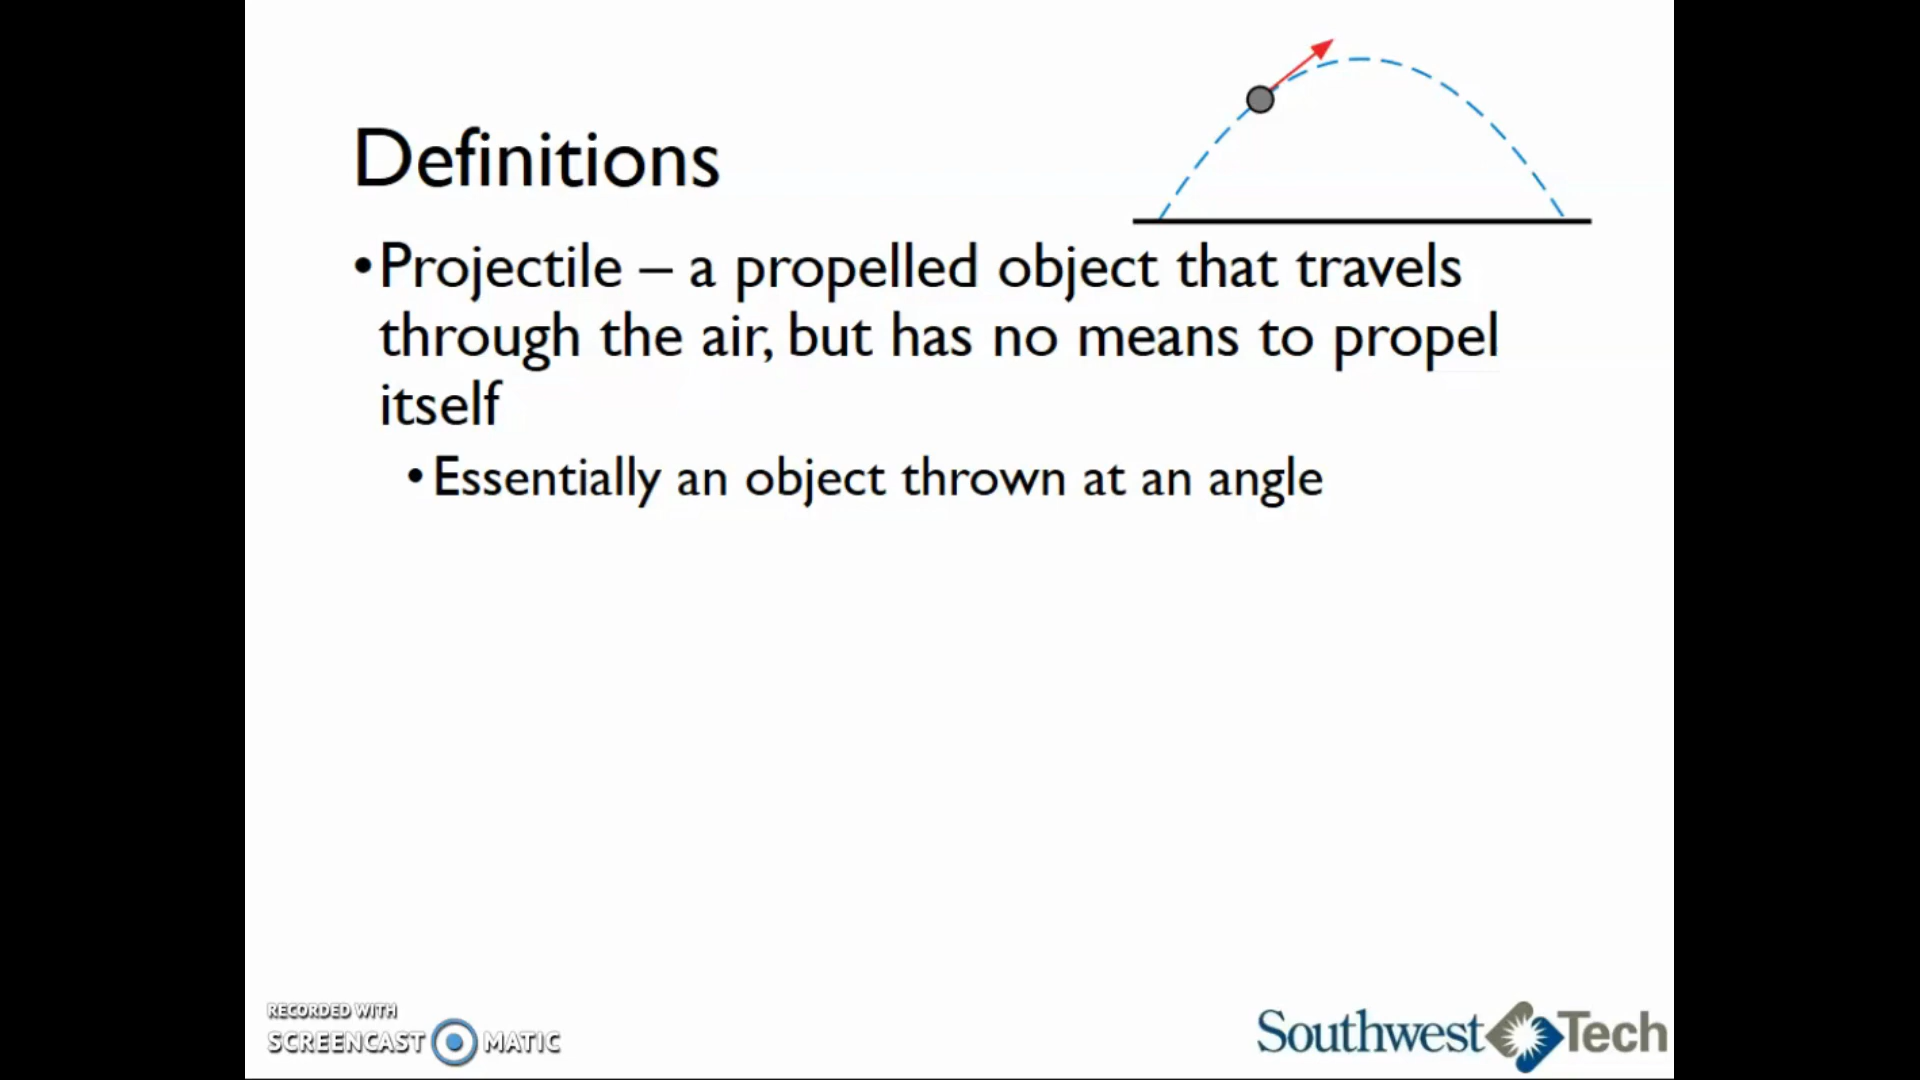 Definitions
•Projectile – a propelled object that travels
through the air, but has no means to propel
itself
•Essentially an object thrown at an angle
RECORDED WITH
SCREENCAST MATIC
Southwest Tech